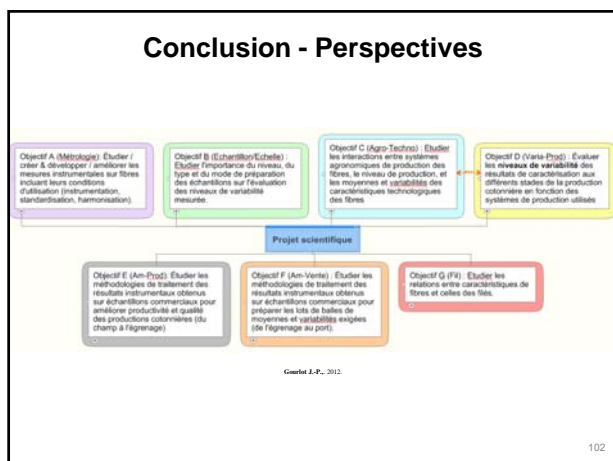 Conclusion - Perspectives
Objectif A (Métrologie): Étudier /
créer & développer / améliorer les
mesures instrumentales sur fibres
incluant leurs conditions
d'utilisation (instrumentation,
standardisation, harmonisation).
Objectif B (Echantillon/Echelle) :
Etudier l'importance du niveau, du
type et du mode de préparation
des échantillons sur l'évaluation
des niveaux de variabilité
mesurée.
Objectif C (Agro-Techno) : Etudier
les interactions entre systèmes
agronomiques de production des
fibres, le niveau de production, et
les moyennes et variabilités des
caractéristiques technologiques
des fibres
Objectif D (Varia-Prod) : Évaluer
les niveaux de variabilité des
résultats de caractérisation aux
différents stades de la production
cotonnière en fonction des
systèmes de production utilisés
Projet scientifique
Objectif E (Am-Prod): Étudier les
méthodologies de traitement des
résultats instrumentaux obtenus
sur échantillons commerciaux pour
améliorer productivité et qualité
des productions cotonnières (du
champ à l'égrenage)
Objectif F (Am-Vente) : Étudier les
méthodologies de traitement des
résultats instrumentaux obtenus
sur échantillons commerciaux pour
préparer les lots de balles de
moyennes et variabilités exigées
(de l'égrenage au port).
Objectif G (Fil) : Etudier les
relations entre caractéristiques de
fibres et celles des filés.
Gourlot J.-P., 2012.
102